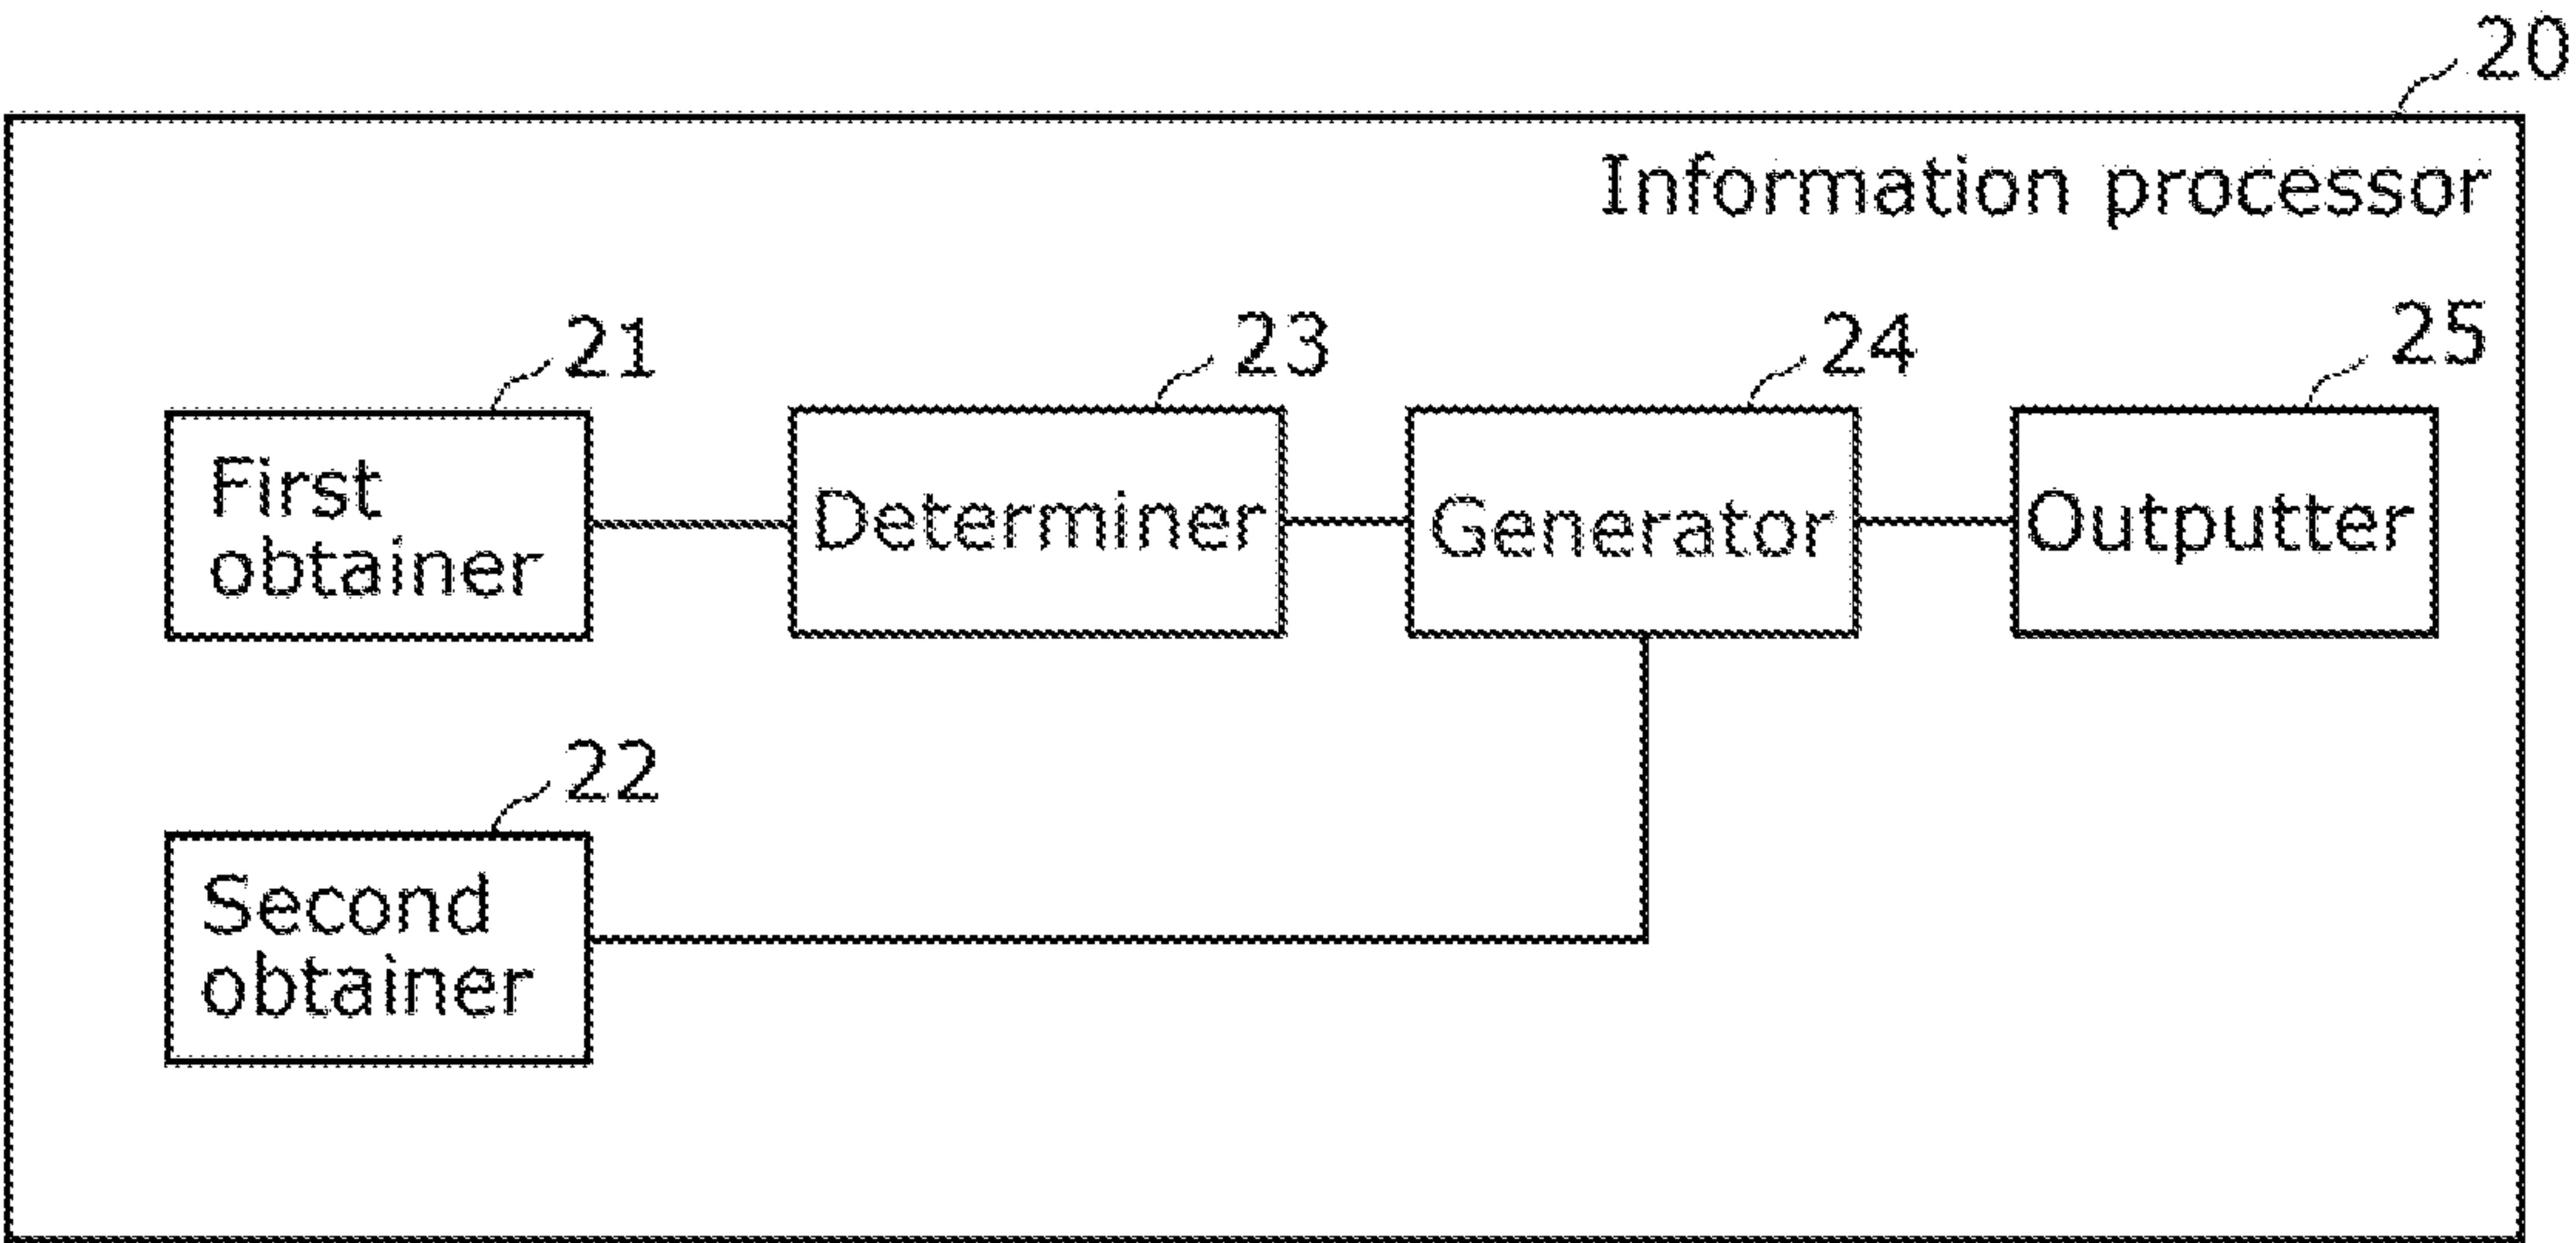 20
Information processor
21
23
24
25
First
obtainer
Determiner
Generator
Outputter
22
Second
obtainer